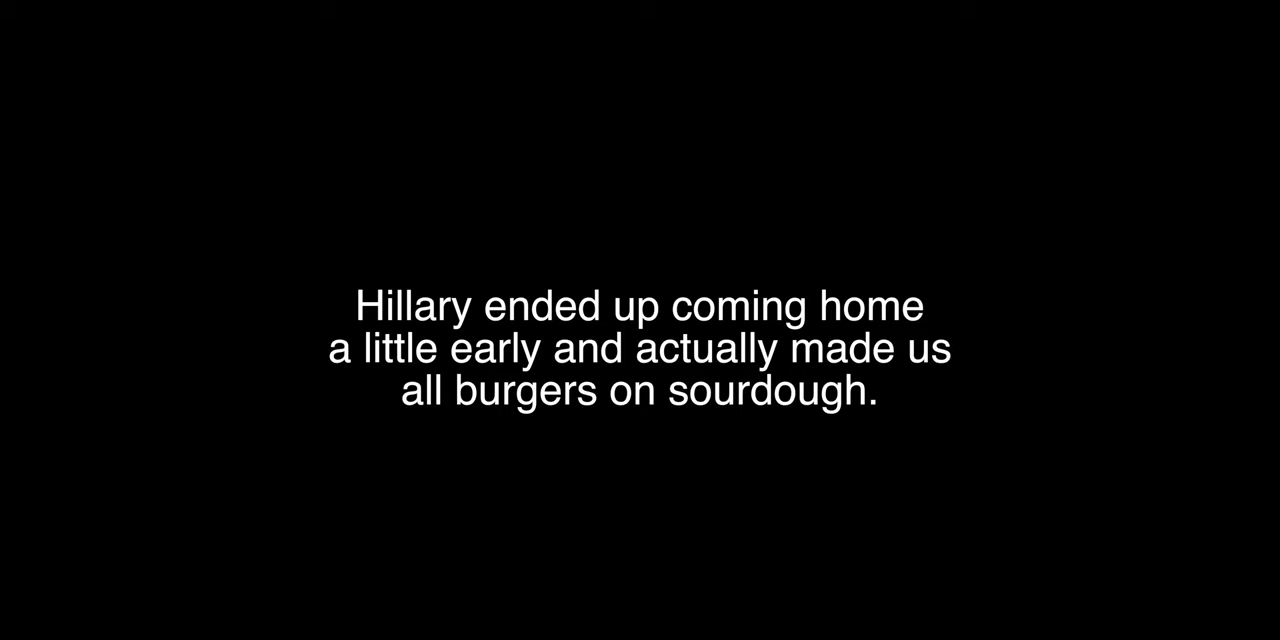 Hillary ended up coming home
a little early and actually made us
all burgers on sourdough.